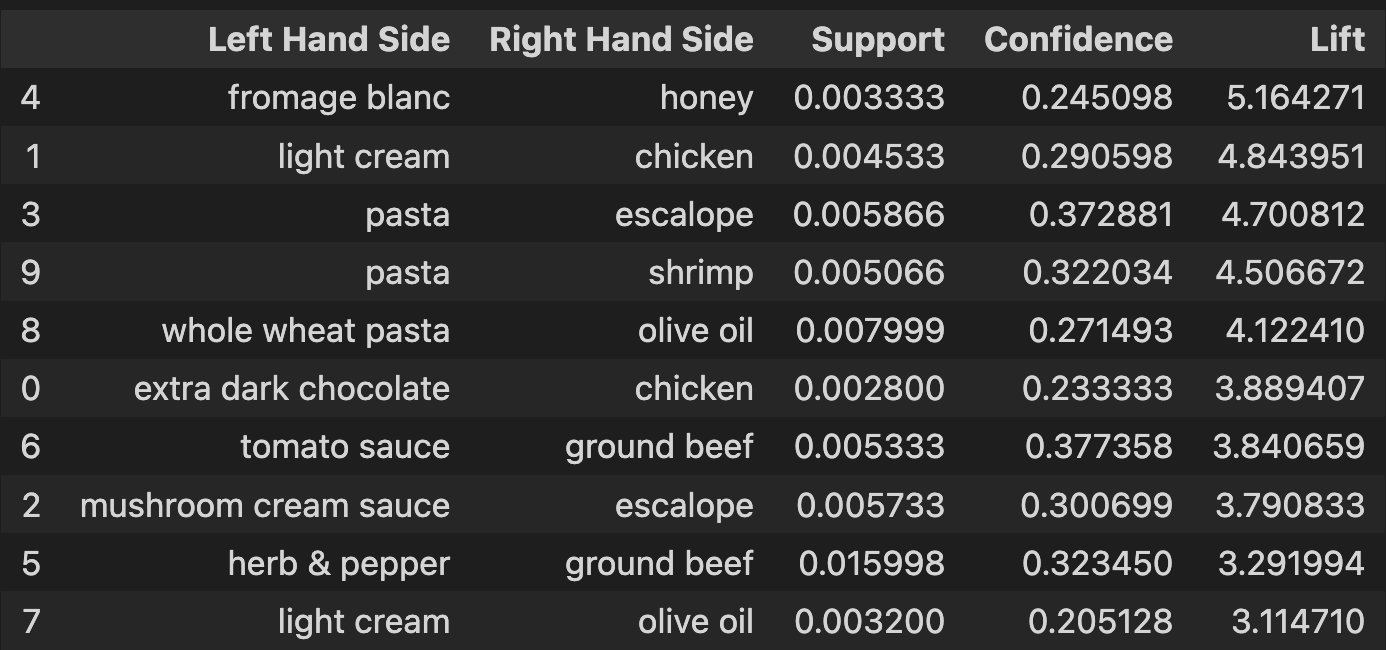 Left Hand Side Right Hand Side Support Confidence Lift
4 fromage blanc honey 0.003333 0.245098 5.164271
1 light cream chicken 0.004533 0.290598 4.843951
3 pasta escalope 0.005866 0.372881 4.700812
9 pasta shrimp 0.005066 0.322034 4.506672
8 whole wheat pasta olive oil 0.007999 0.271493 4.122410
0 extra dark chocolate chicken 0.002800 0.233333 3.889407
6 tomato sauce ground beef 0.005333 0.377358 3.840659
2 mushroom cream sauce escalope 0.005733 0.300699 3.790833
5 herb & pepper ground beef 0.015998 0.323450 3.291994
7 light cream olive oil 0.003200 0.205128 3.114710